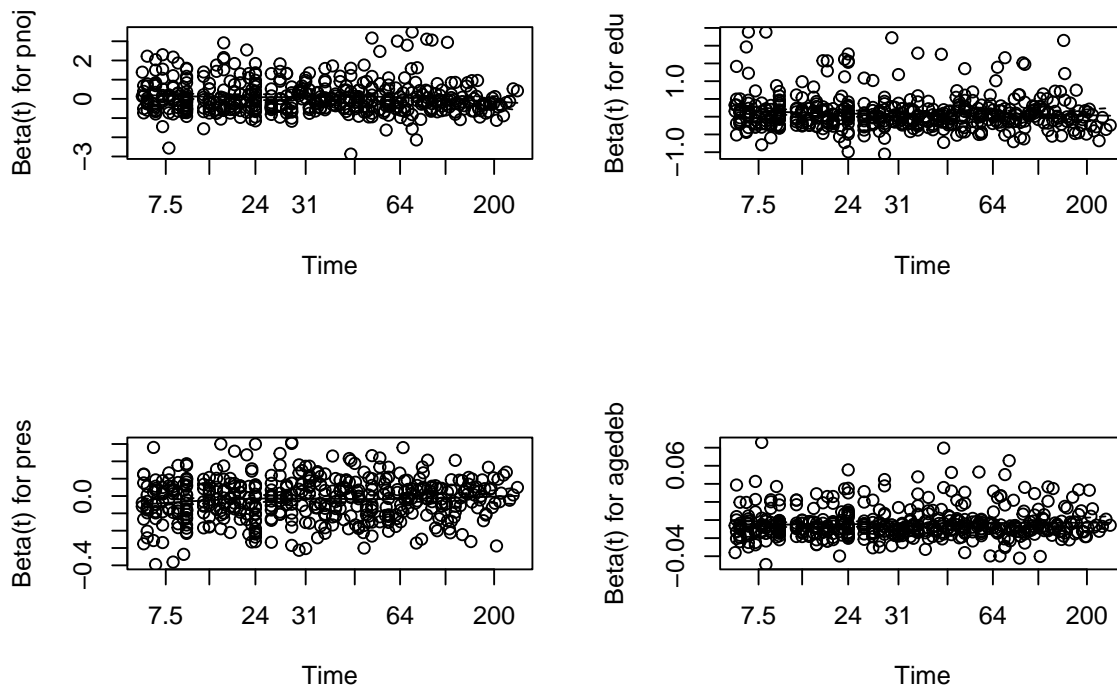 Beta(t) for pnoj
2
0
−3
7.5 24 31 64 200
Time
Beta(t) for edu
1.0
−1.0
7.5 24 31 64 200
Time
Beta(t) for pres
0.0
−0.4
7.5 24 31 64 200
Time
Beta(t) for agedeb
0.06
−0.04
7.5 24 31 64 200
Time